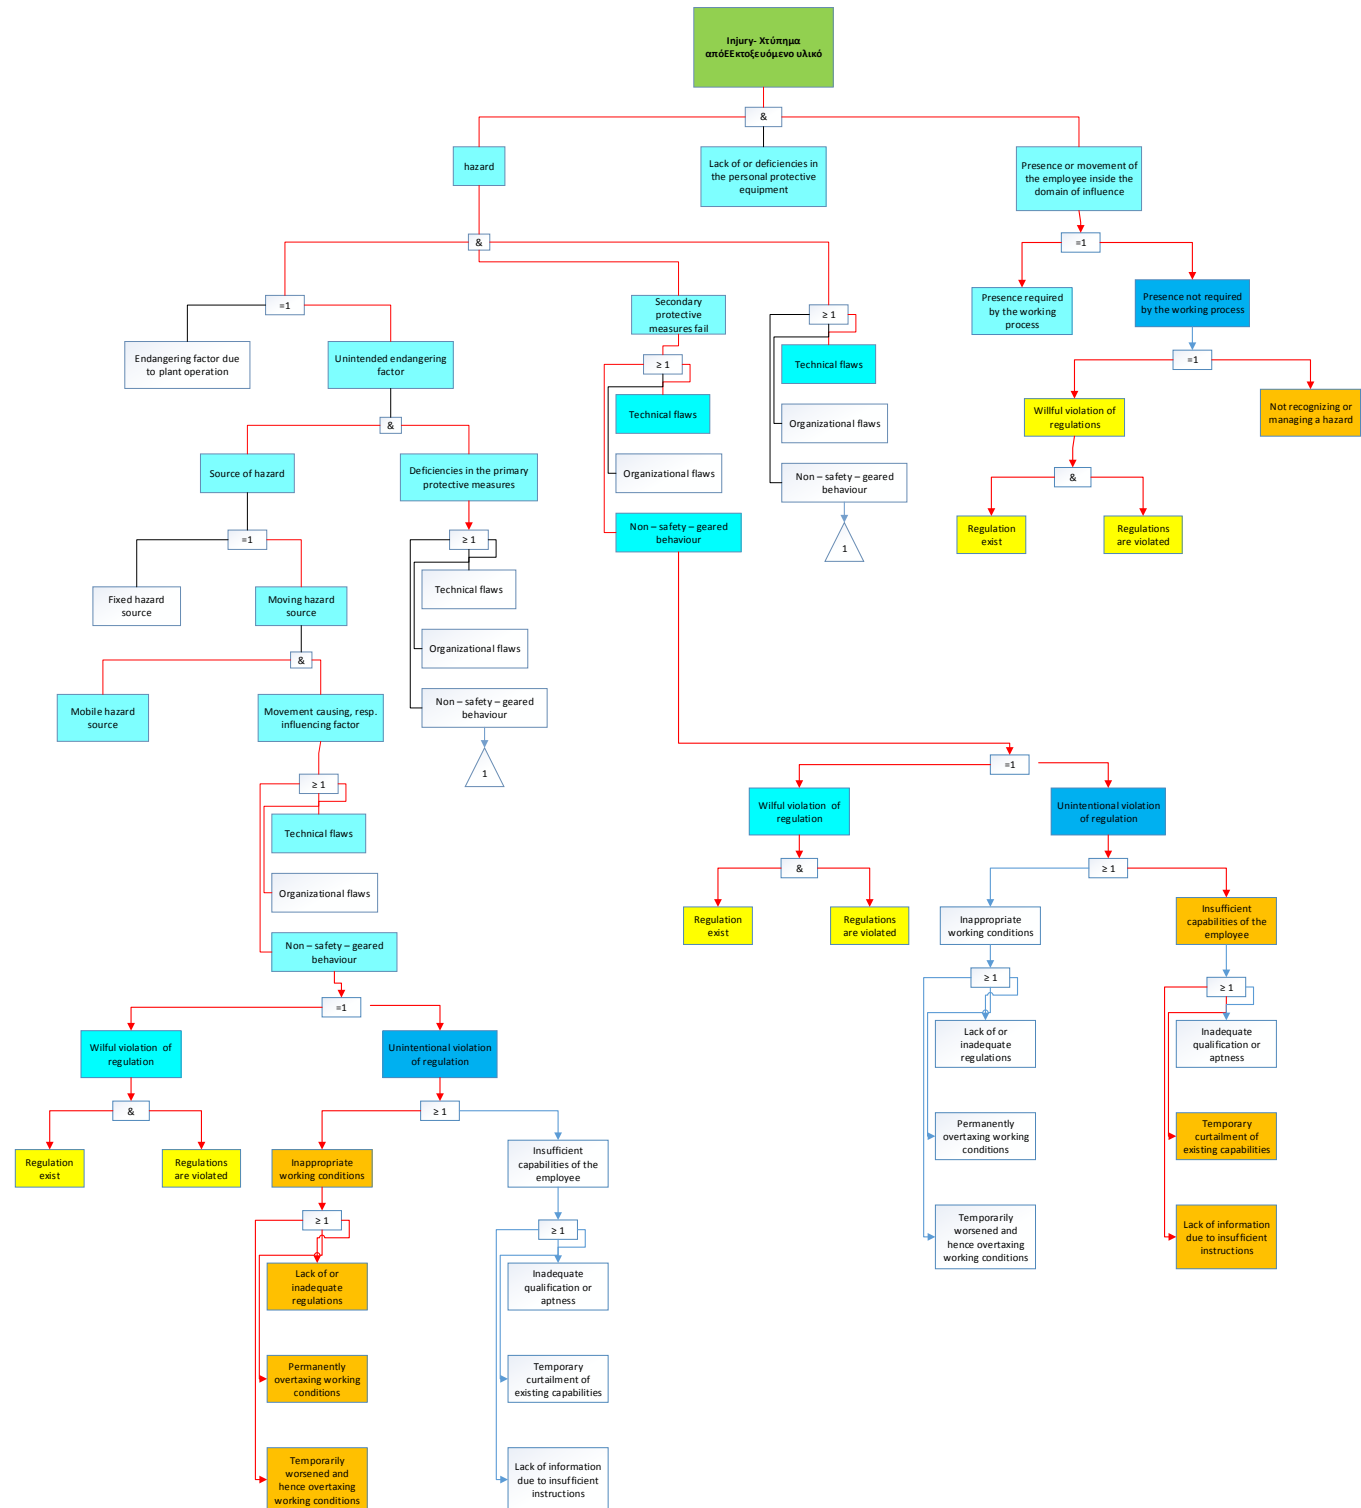 Injury- Χτύπημα
απόΕΕκτοξευόμενο υλικό
&
hazard
Lack of or deficiencies in
the personal protective
equipment
Presence or movement of
the employee inside the
domain of influence
&
=1
=1
Secondary
protective
measures fail
≥ 1
Presence required
by the working
process
Presence not required
by the working process
Endangering factor due
to plant operation
Unintended endangering
factor
≥ 1
Technical flaws
=1
&
Technical flaws
Organizational flaws
Willful violation of
regulations
Not recognizing or
managing a hazard
Source of hazard
Deficiencies in the primary
protective measures
Organizational flaws
Non – safety – geared
behaviour
&
=1
≥ 1
Non – safety – geared
behaviour
1
Regulation
exist
Regulations
are violated
Fixed hazard
source
Moving hazard
source
Technical flaws
&
Organizational flaws
Mobile hazard
source
Movement causing, resp.
influencing factor
Non – safety – geared
behaviour
1
=1
≥ 1
Wilful violation of
regulation
Unintentional violation
of regulation
Technical flaws
&
≥ 1
Organizational flaws
Regulation
exist
Regulations
are violated
Inappropriate
working conditions
Insufficient
capabilities of the
employee
Non – safety – geared
behaviour
≥ 1
≥ 1
=1
Lack of or
inadequate
regulations
Inadequate
qualification or
aptness
Wilful violation of
regulation
Unintentional violation
of regulation
&
≥ 1
Permanently
overtaxing working
conditions
Temporary
curtailment of
existing capabilities
Regulation
exist
Regulations
are violated
Inappropriate
working conditions
Insufficient
capabilities of the
employee
≥ 1
≥ 1
Temporarily
worsened and
hence overtaxing
working conditions
Lack of information
due to insufficient
instructions
Lack of or
inadequate
regulations
Inadequate
qualification or
aptness
Permanently
overtaxing working
conditions
Temporary
curtailment of
existing capabilities
Temporarily
worsened and
hence overtaxing
working conditions
Lack of information
due to insufficient
instructions